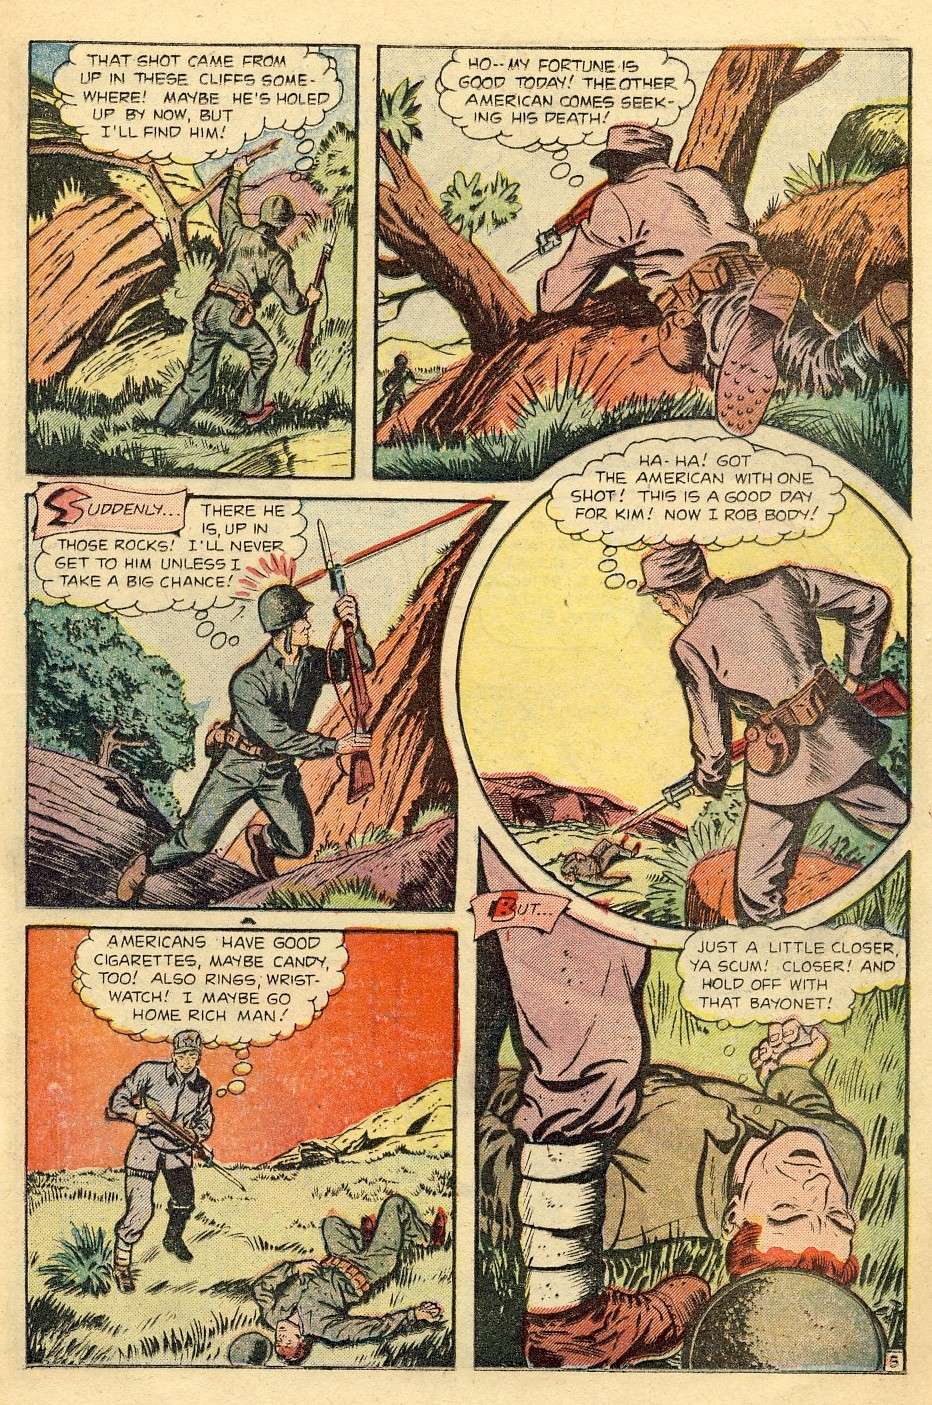 THAT SHOT CAME FROM
UP IN THESE CLIFFS SOME-
WHERE! MAYBE HE'S HOLED
UP BY NOW, BUT
I'LL FIND HIM!
HO--MY FORTUNE IS
GOOD TODAY! THE OTHER
AMERICAN COMES SEEK-
ING HIS DEATH!
SUDDENLY...
THERE HE
IS, UP IN
THOSE ROCKS! I'LL NEVER
GET TO HIM UNLESS I
TAKE A BIG CHANCE!
HA-HA! GOT
THE AMERICAN WITH ONE
SHOT! THIS IS A GOOD DAY
FOR KIM! NOW I ROB BODY!
AMERICANS HAVE GOOD
CIGARETTES, MAYBE CANDY,
TOO! ALSO RINGS, WRIST-
WATCH! I MAYBE GO
HOME RICH MAN!
BUT...
JUST A LITTLE CLOSER,
YA SCUM! CLOSER! AND
HOLD OFF WITH
THAT BAYONET!